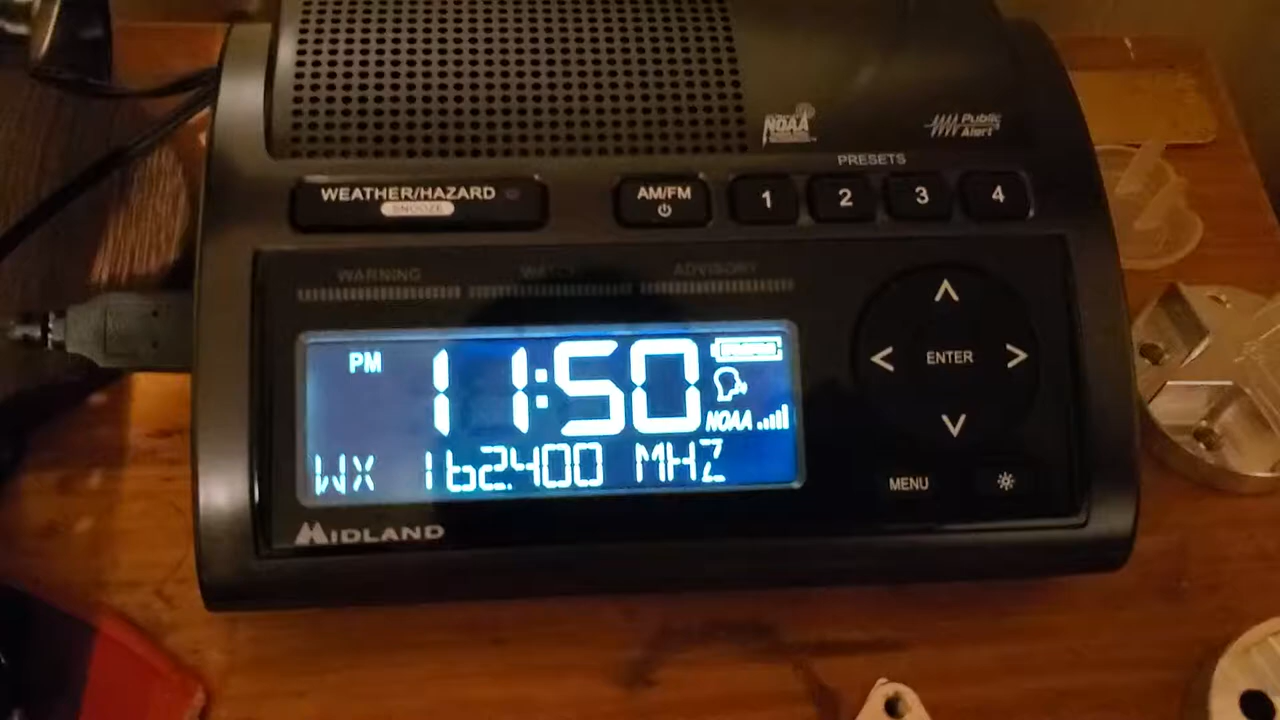 NOAA
Public Alert
PRESETS
WEATHER/HAZARD
SNOOZE
AM/FM
1
2
3
4
WARNING
WATCH
ADVISORY
PM
11:50
NOAA
WX 162.400 MHZ
ENTER
MENU
MIDLAND